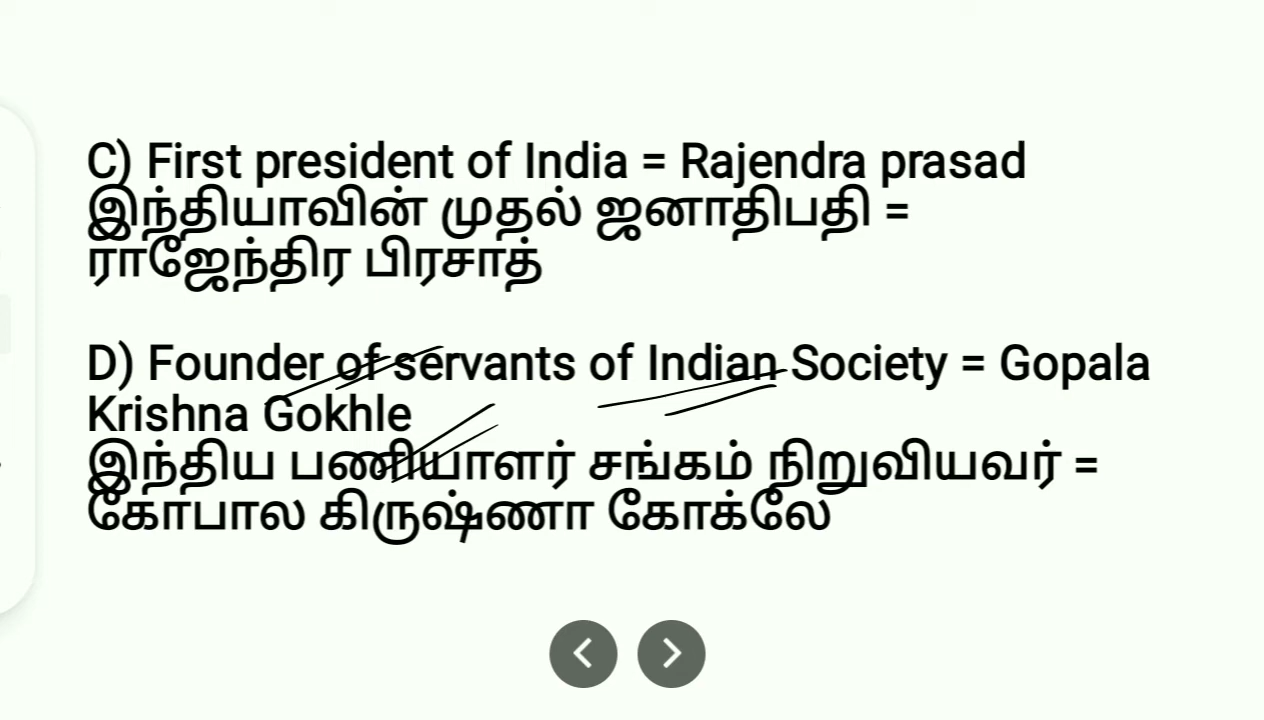 C) First president of India = Rajendra prasad
இந்தியாவின் முதல் ஜனாதிபதி =
ராஜேந்திர பிரசாத்
D) Founder of servants of Indian Society = Gopala
Krishna Gokhle
இந்திய பணியாளர் சங்கம் நிறுவியவர் =
கோபால கிருஷ்ணா கோக்லே